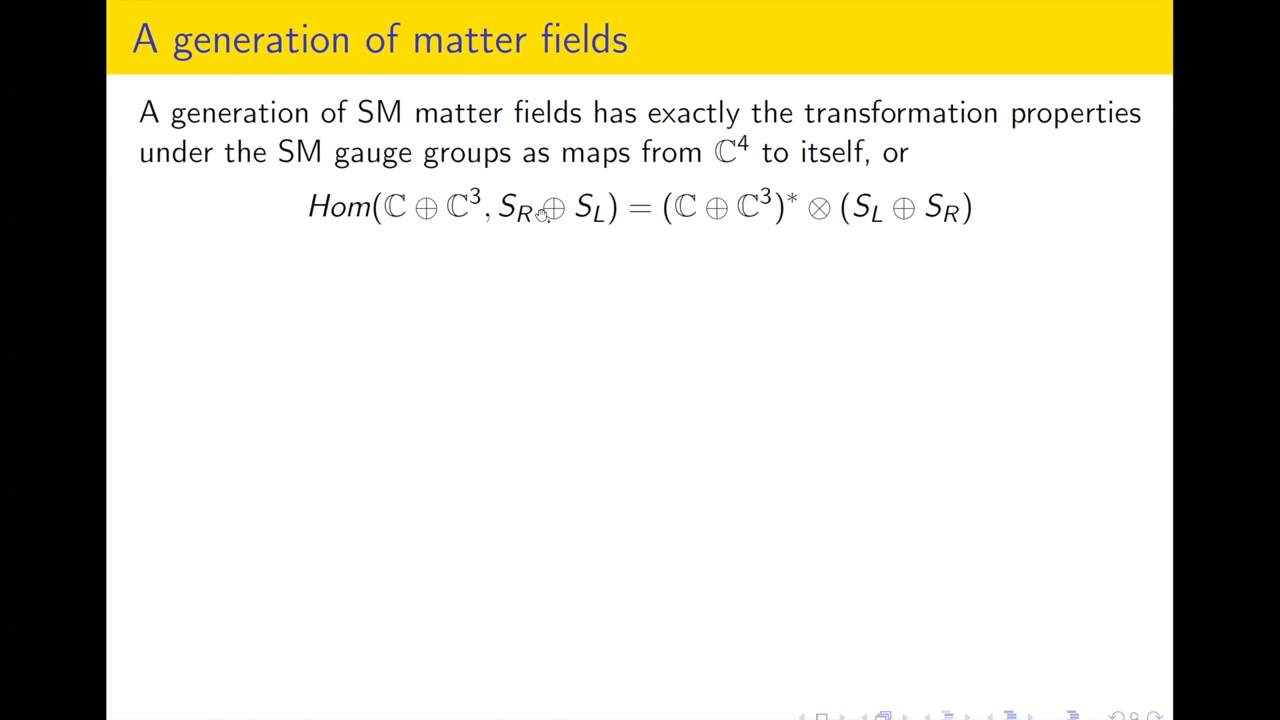 A generation of matter fields
A generation of SM matter fields has exactly the transformation properties
under the SM gauge groups as maps from ℂ⁴ to itself, or
Hom(ℂ ⊕ ℂ³, S_R ⊕ S_L) = (ℂ ⊕ ℂ³)* ⊗ (S_L ⊕ S_R)